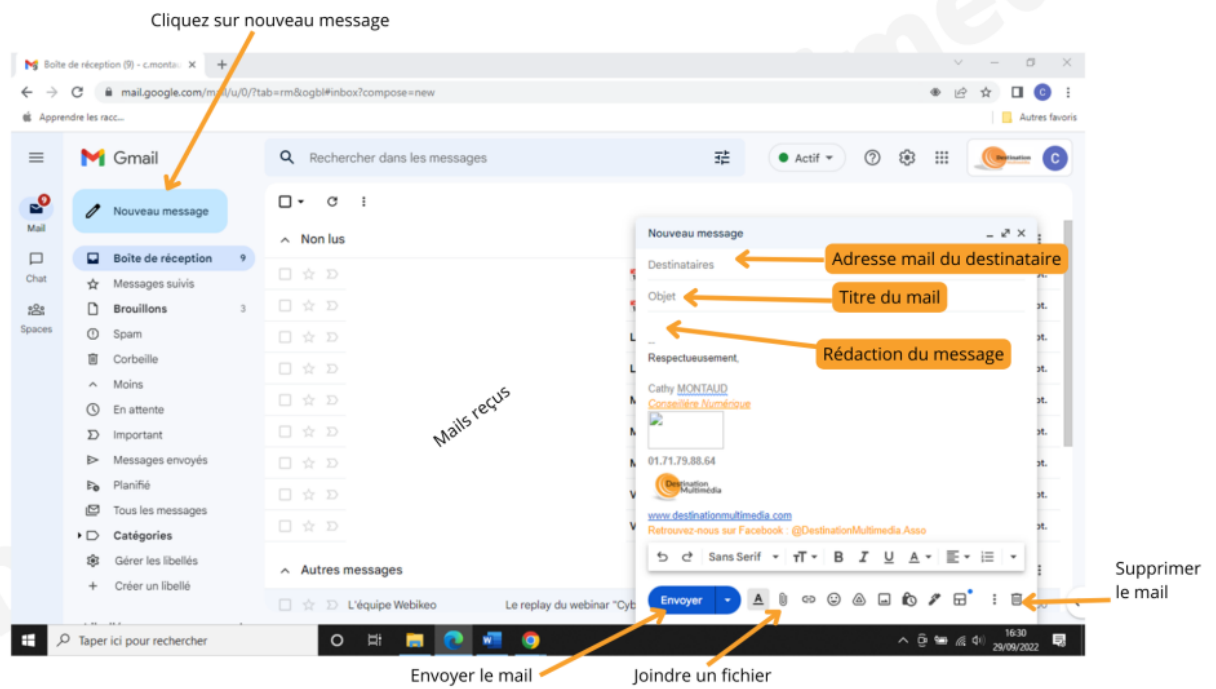 Cliquez sur nouveau message
Boîte de réception (9) - c.montau
mail.google.com/mail/u/0/?tab=rm&ogbl#inbox?compose=new
Apprendre les racc...
Autres favoris
Gmail
Rechercher dans les messages
Actif
Destination
C
9
Mail
Chat
Spaces
Nouveau message
Boîte de réception 9
Messages suivis
Brouillons 3
Spam
Corbeille
Moins
En attente
Important
Messages envoyés
Planifié
Tous les messages
Catégories
Gérer les libellés
Créer un libellé
Non lus
Mails reçus
Autres messages
L'équipe Webikeo Le replay du webinar "Cyb
Nouveau message
Destinataires
Adresse mail du destinataire
Objet
Titre du mail
Rédaction du message
Respectueusement,
Cathy MONTAUD
Conseillère Numérique
01.71.79.88.64
Destination
Multimédia
www.destinationmultimedia.com
Retrouvez-nous sur Facebook : @DestinationMultimedia.Asso
Sans Serif
Envoyer
Supprimer
le mail
Taper ici pour rechercher
16:30
29/09/2022
Envoyer le mail
Joindre un fichier